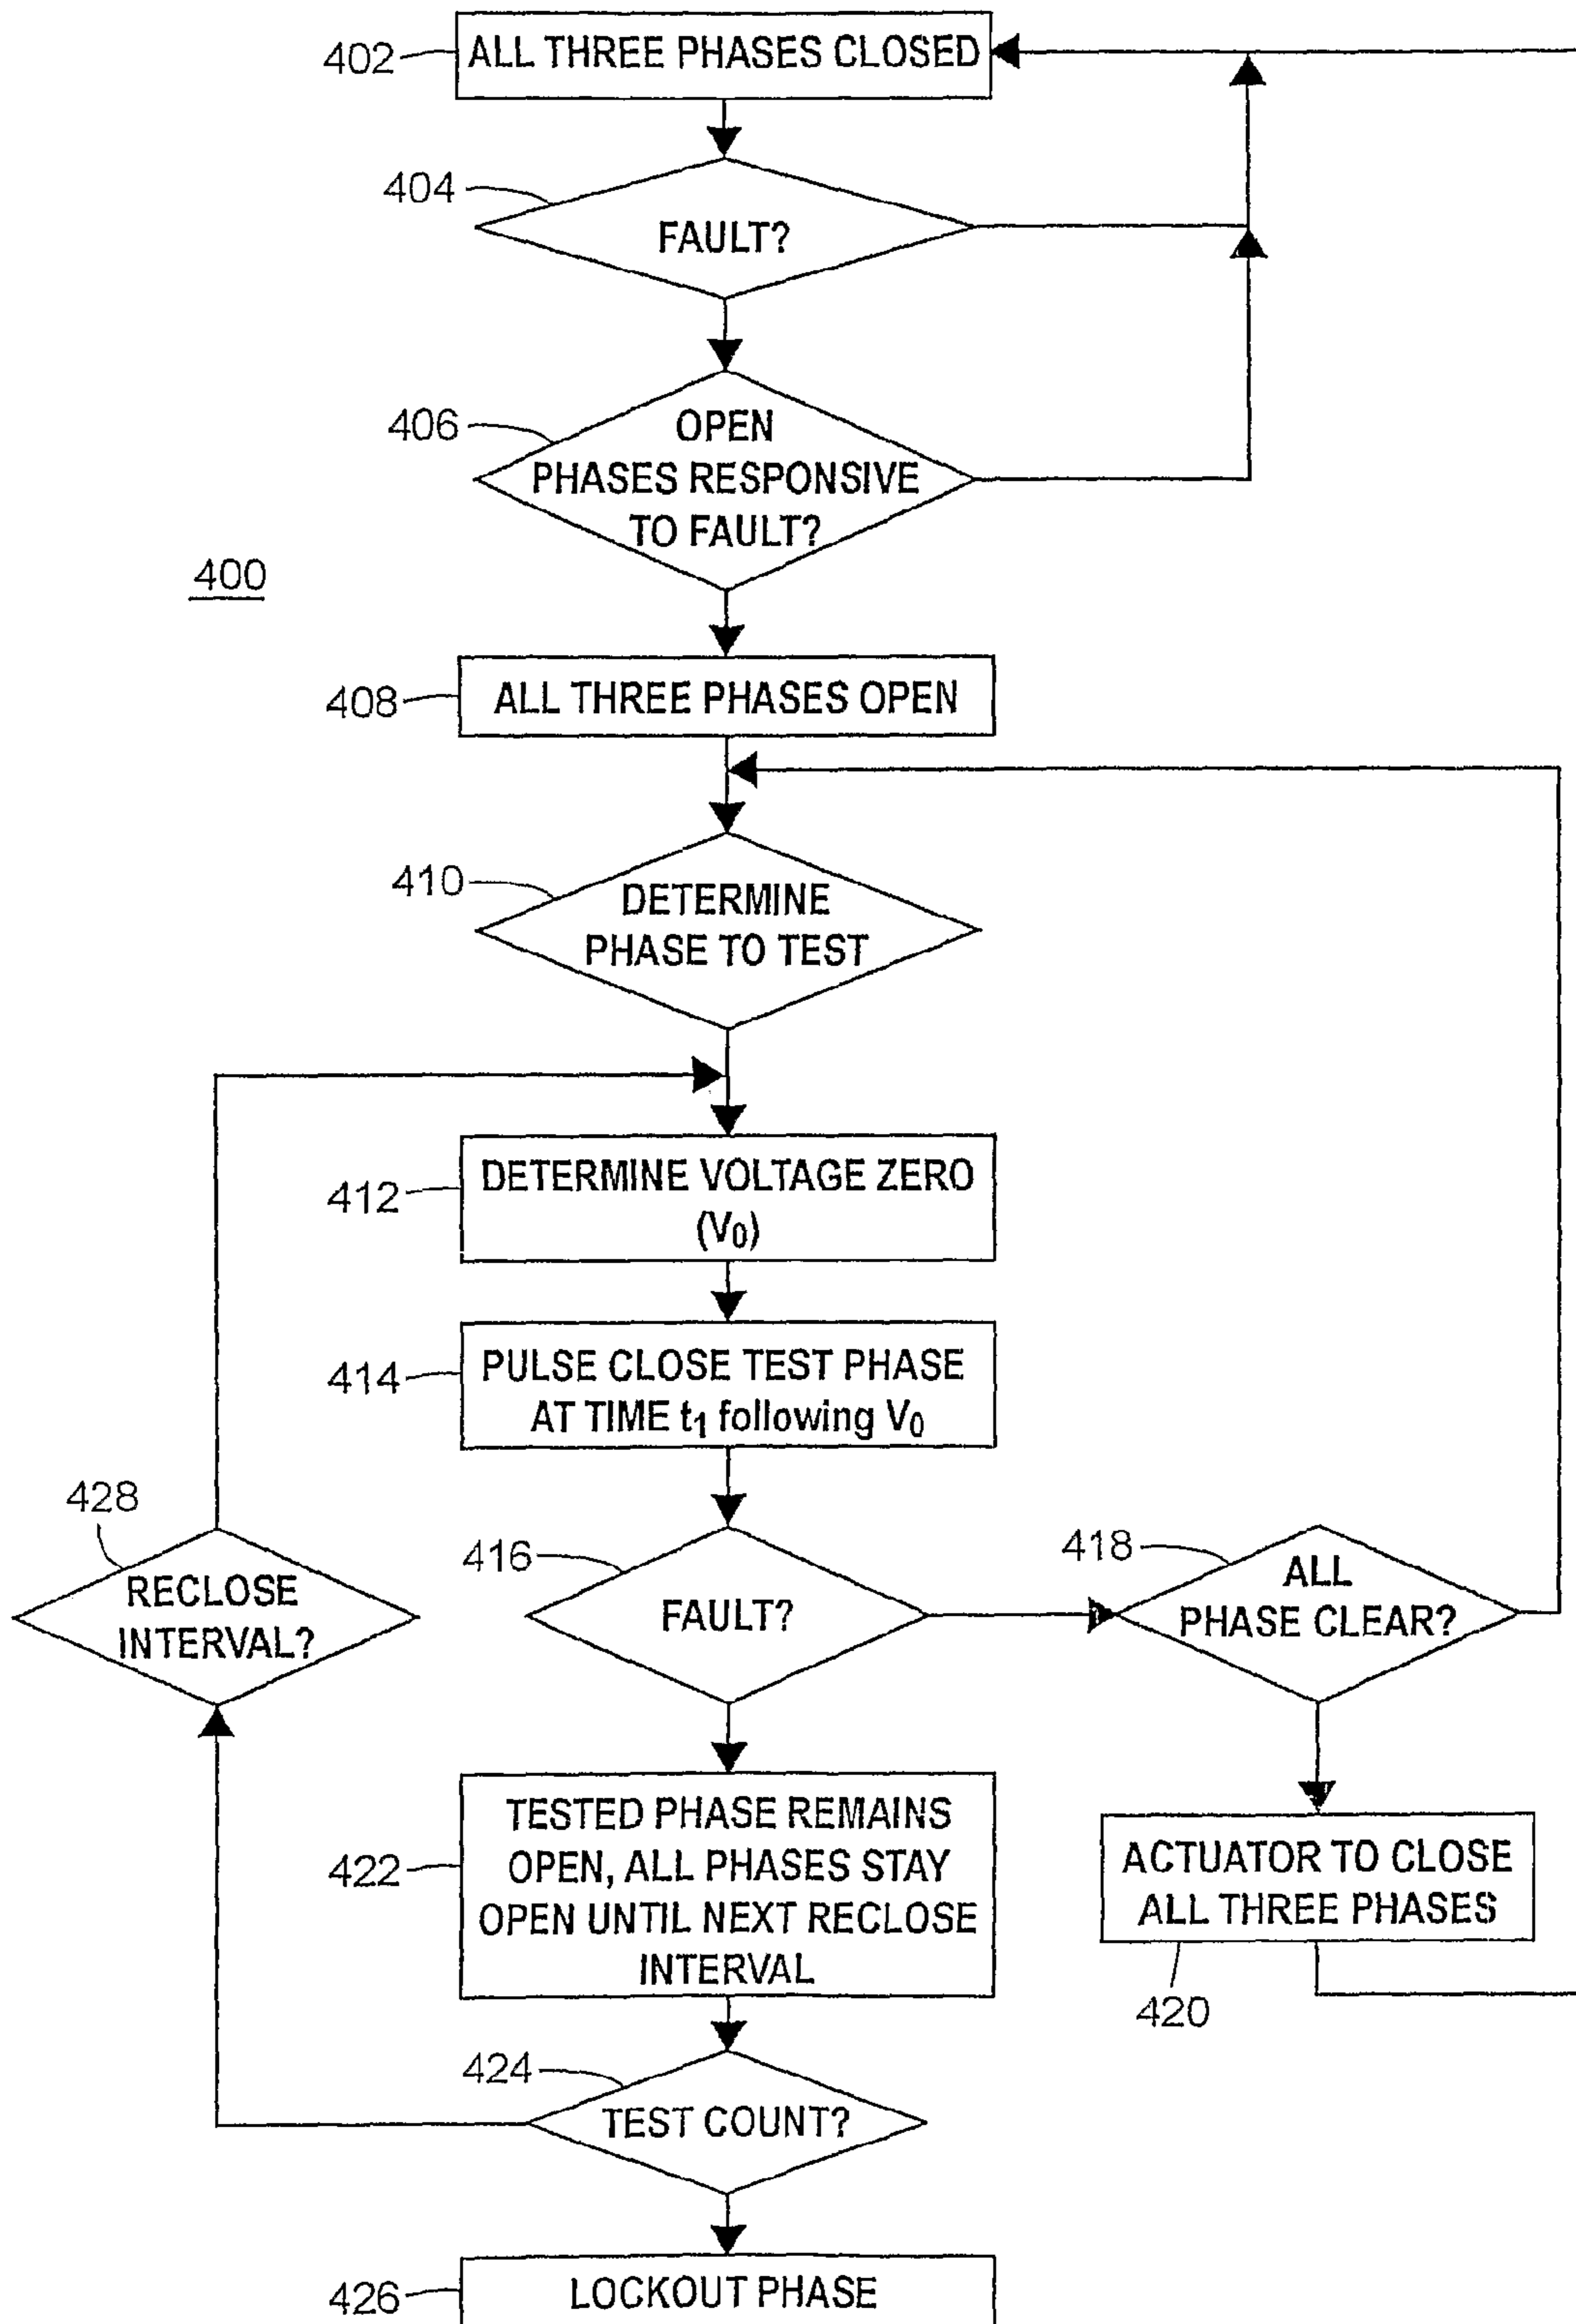 402
ALL THREE PHASES CLOSED
404
FAULT?
406
OPEN
PHASES RESPONSIVE
TO FAULT?
400
408
ALL THREE PHASES OPEN
410
DETERMINE
PHASE TO TEST
412
DETERMINE VOLTAGE ZERO
(V₀)
414
PULSE CLOSE TEST PHASE
AT TIME t₁ following V₀
428
RECLOSE
INTERVAL?
416
FAULT?
418
ALL
PHASE CLEAR?
422
TESTED PHASE REMAINS
OPEN, ALL PHASES STAY
OPEN UNTIL NEXT RECLOSE
INTERVAL
ACTUATOR TO CLOSE
ALL THREE PHASES
420
424
TEST COUNT?
426
LOCKOUT PHASE